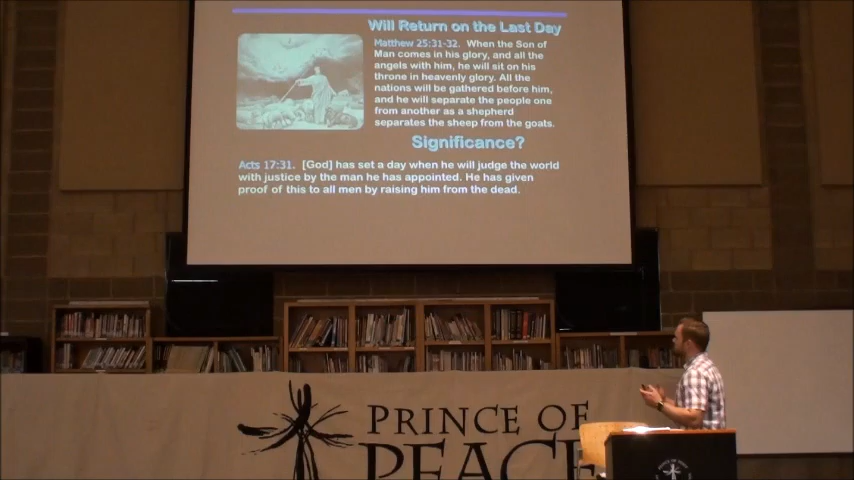 Will Return on the Last Day
Matthew 25:31-32. When the Son of
Man comes in his glory, and all the
angels with him, he will sit on his
throne in heavenly glory. All the
nations will be gathered before him,
and he will separate the people one
from another as a shepherd
separates the sheep from the goats.
Significance?
Acts 17:31. [God] has set a day when he will judge the world
with justice by the man he has appointed. He has given
proof of this to all men by raising him from the dead.
PRINCE OF
PEACE